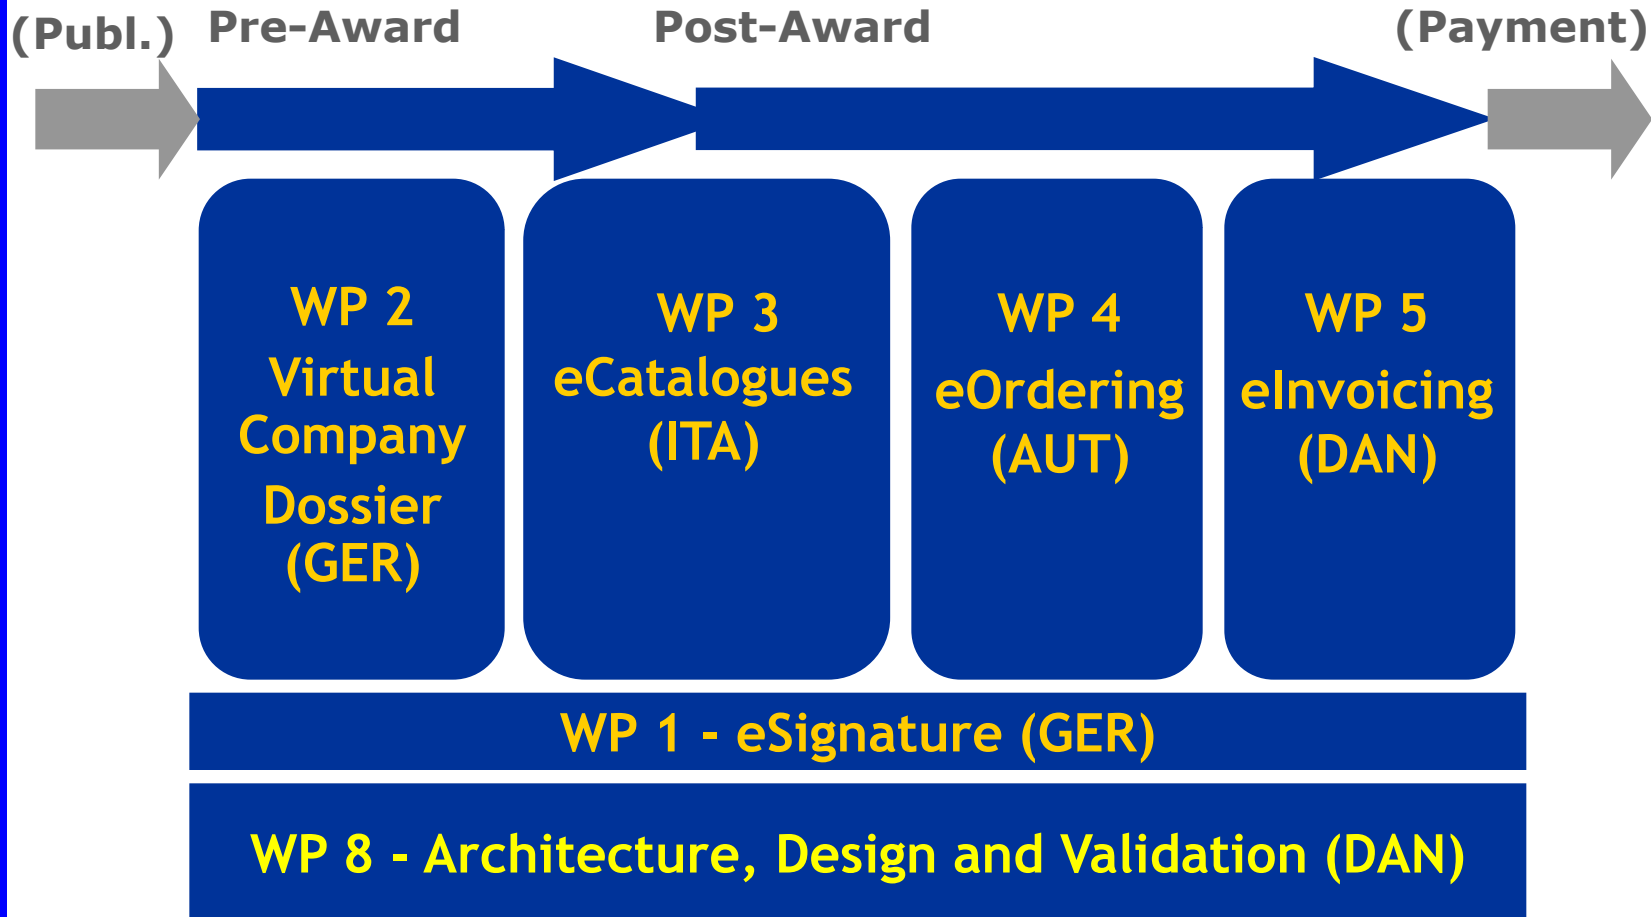 (Publ.) Pre-Award Post-Award (Payment)
WP 2
Virtual
Company
Dossier
(GER)
WP 3
eCatalogues
(ITA)
WP 4
eOrdering
(AUT)
WP 5
eInvoicing
(DAN)
WP 1 - eSignature (GER)
WP 8 - Architecture, Design and Validation (DAN)